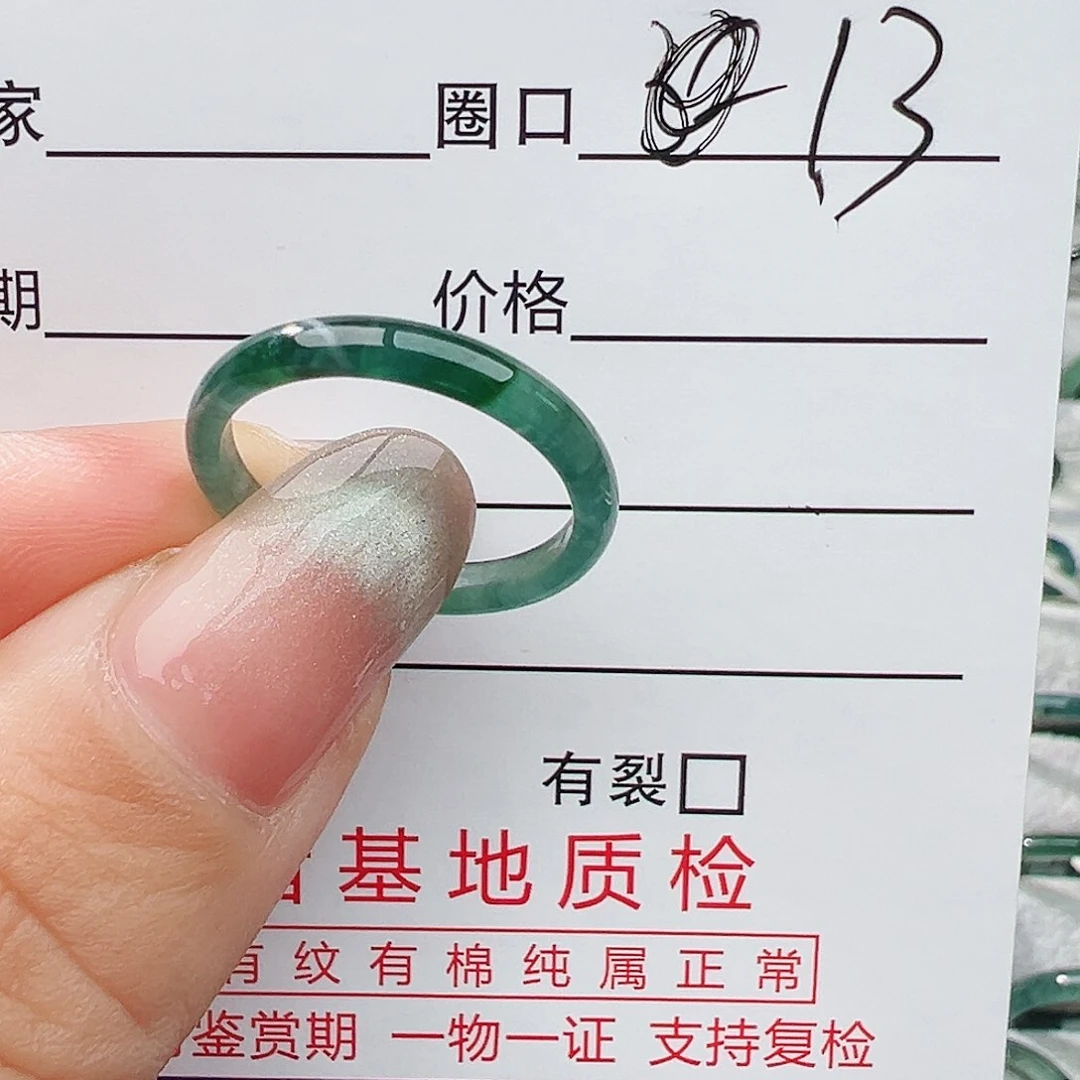 家 圈口 13
期 价格
有裂
基地质检
有纹有棉纯属正常
鉴赏期 一物一证 支持复检